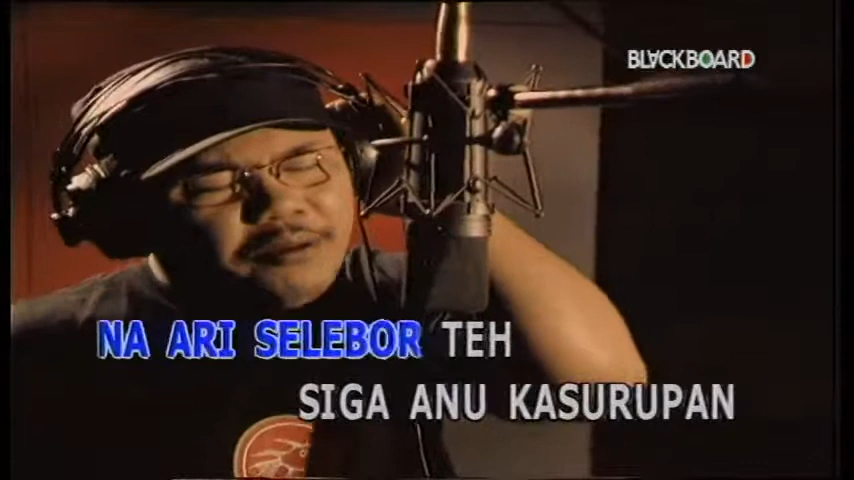 BLACKBOARD
NA ARI SELEBOR TEH
SIGA ANU KASURUPAN